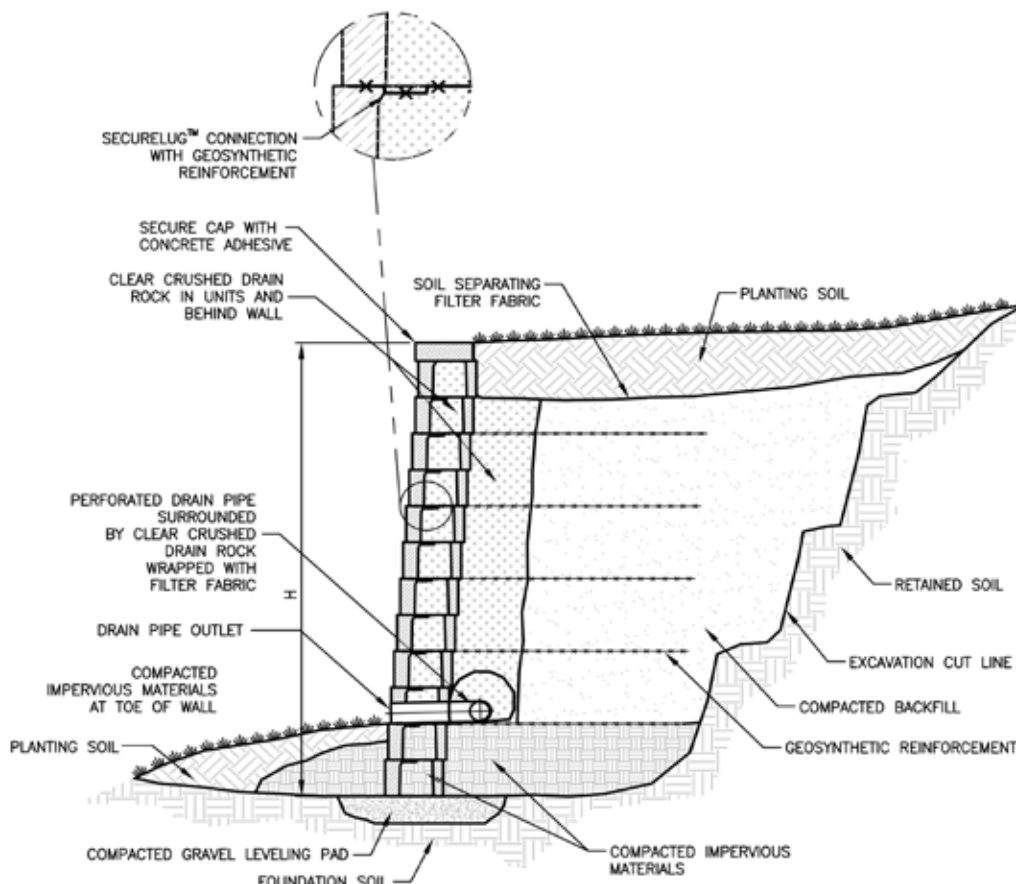 SECURELUG™ CONNECTION
WITH GEOSYNTHETIC
REINFORCEMENT
SECURE CAP WITH
CONCRETE ADHESIVE
CLEAR CRUSHED DRAIN
ROCK IN UNITS AND
BEHIND WALL
SOIL SEPARATING
FILTER FABRIC
PLANTING SOIL
PERFORATED DRAIN PIPE
SURROUNDED
BY CLEAR CRUSHED
DRAIN ROCK
WRAPPED WITH
FILTER FABRIC
H
RETAINED SOIL
DRAIN PIPE OUTLET
EXCAVATION CUT LINE
COMPACTED
IMPERVIOUS MATERIALS
AT TOE OF WALL
COMPACTED BACKFILL
PLANTING SOIL
GEOSYNTHETIC REINFORCEMENT
COMPACTED GRAVEL LEVELING PAD
COMPACTED IMPERVIOUS
MATERIALS
FOUNDATION SOIL